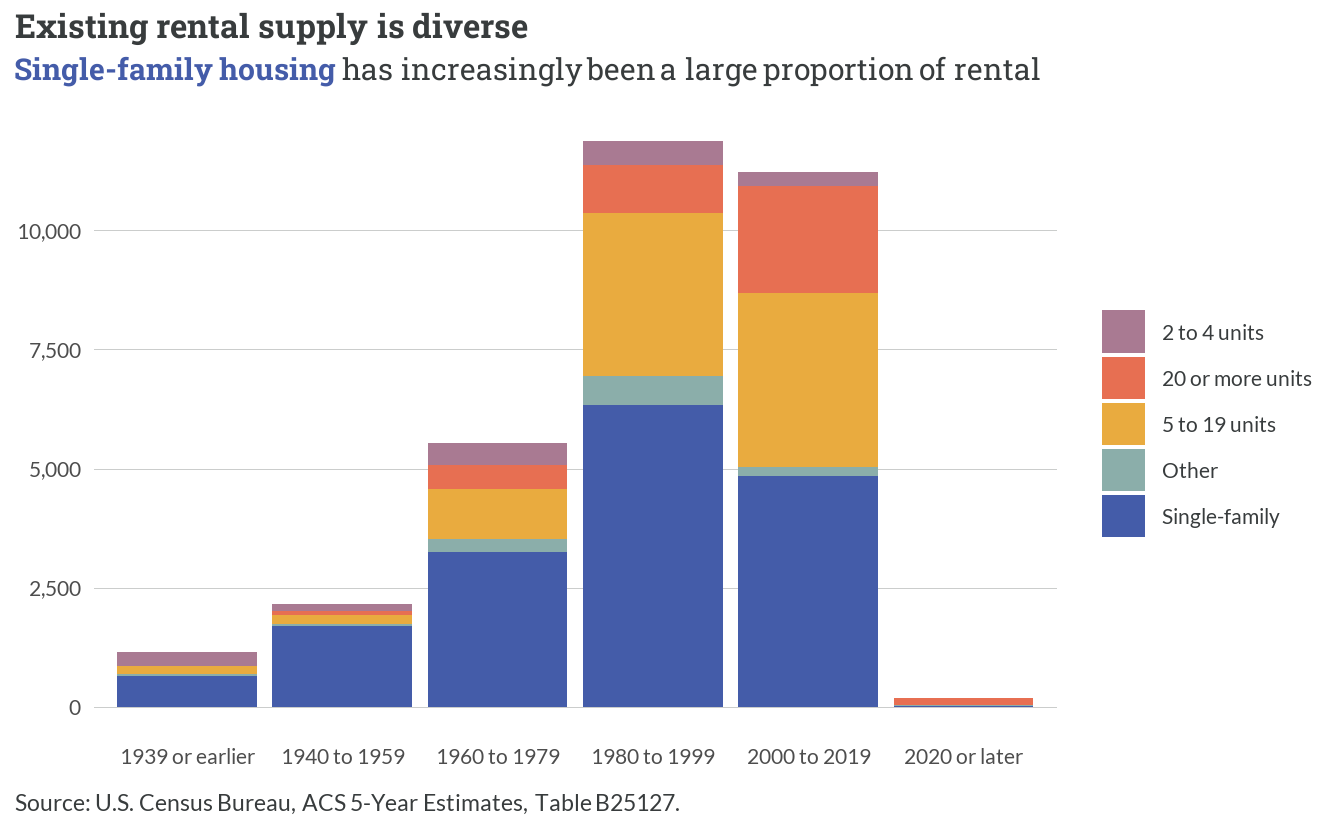 Existing rental supply is diverse
Single-family housing has increasingly been a large proportion of rental
10,000
7,500
5,000
2,500
0
2 to 4 units
20 or more units
5 to 19 units
Other
Single-family
1939 or earlier
1940 to 1959
1960 to 1979
1980 to 1999
2000 to 2019
2020 or later
Source: U.S. Census Bureau, ACS 5-Year Estimates, Table B25127.